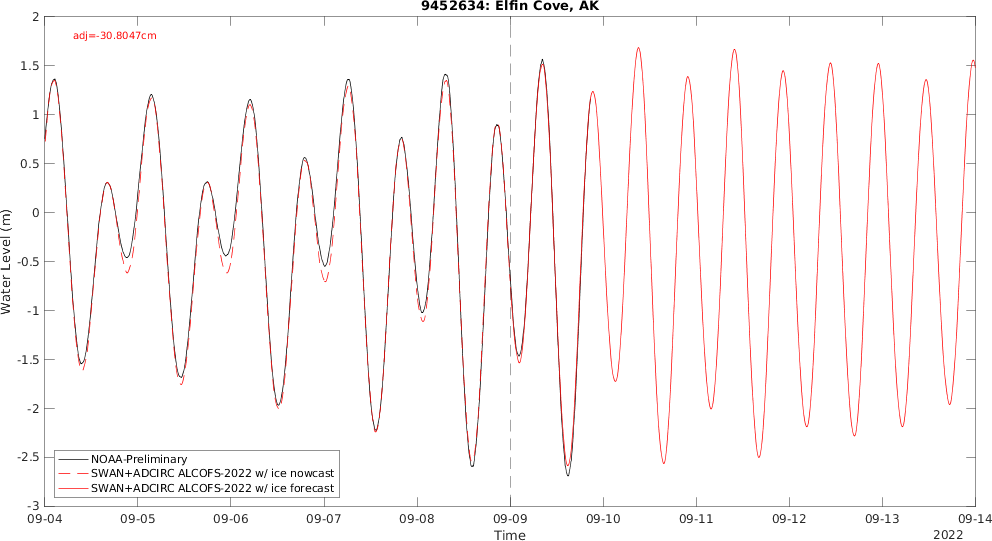 9452634: Elfin Cove, AK
adj=-30.8047cm
Water Level (m)
2
1.5
1
0.5
0
-0.5
-1
-1.5
-2
-2.5
-3
NOAA-Preliminary
SWAN+ADCIRC ALCOFS-2022 w/ ice nowcast
SWAN+ADCIRC ALCOFS-2022 w/ ice forecast
09-04 09-05 09-06 09-07 09-08 09-09 09-10 09-11 09-12 09-13 09-14
Time
2022